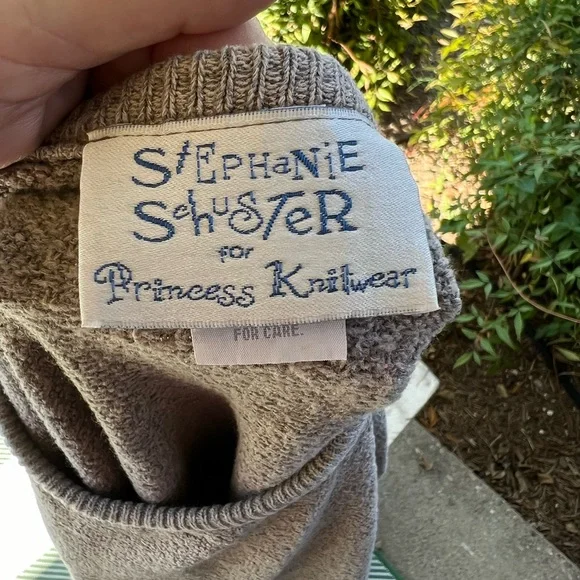 STEPHaNiE
ScHuSTeR
FOr
Princess Knitwear
FOR CARE.